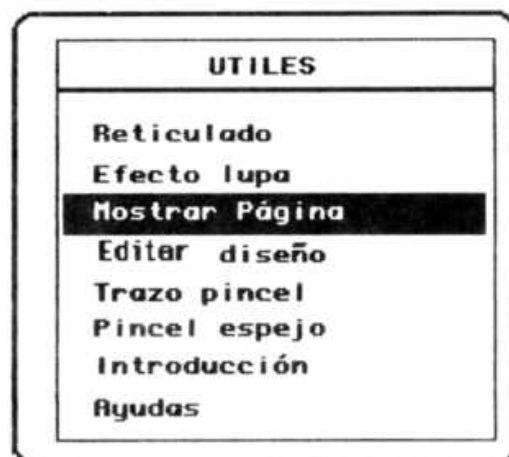 UTILES
Reticulado
Efecto lupa
Mostrar Página
Editar diseño
Trazo pincel
Pincel espejo
Introducción
Ayudas